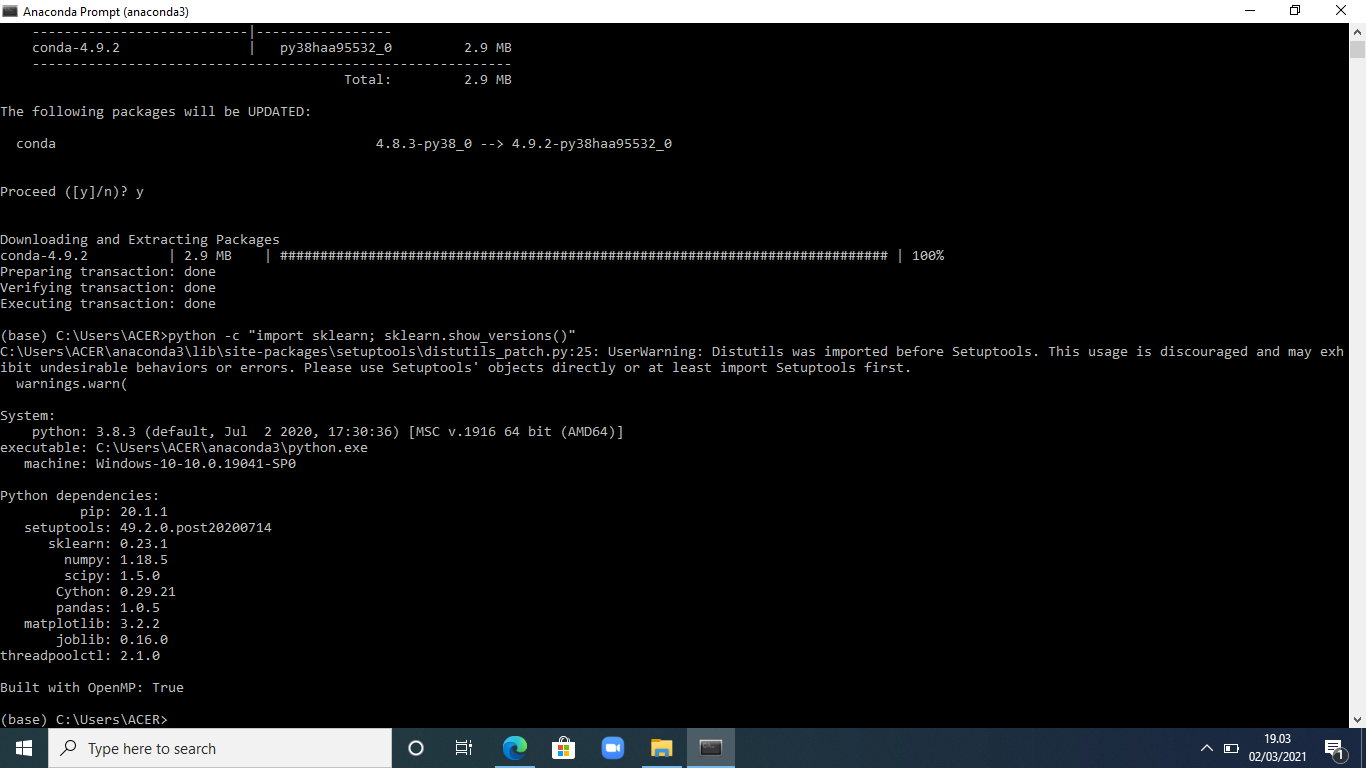 Anaconda Prompt (anaconda3)
---------------------------|-----------------
conda-4.9.2                |   py38haa95532_0         2.9 MB
------------------------------------------------------------
Total:         2.9 MB
The following packages will be UPDATED:
conda                                        4.8.3-py38_0 --> 4.9.2-py38haa95532_0
Proceed ([y]/n)? y
Downloading and Extracting Packages
conda-4.9.2          | 2.9 MB    | ############################################################################ | 100%
Preparing transaction: done
Verifying transaction: done
Executing transaction: done
(base) C:\Users\ACER>python -c "import sklearn; sklearn.show_versions()"
C:\Users\ACER\anaconda3\lib\site-packages\setuptools\distutils_patch.py:25: UserWarning: Distutils was imported before Setuptools. This usage is discouraged and may exh
ibit undesirable behaviors or errors. Please use Setuptools' objects directly or at least import Setuptools first.
warnings.warn(
System:
python: 3.8.3 (default, Jul  2 2020, 17:30:36) [MSC v.1916 64 bit (AMD64)]
executable: C:\Users\ACER\anaconda3\python.exe
machine: Windows-10-10.0.19041-SP0
Python dependencies:
pip: 20.1.1
setuptools: 49.2.0.post20200714
sklearn: 0.23.1
numpy: 1.18.5
scipy: 1.5.0
Cython: 0.29.21
pandas: 1.0.5
matplotlib: 3.2.2
joblib: 0.16.0
threadpoolctl: 2.1.0
Built with OpenMP: True
(base) C:\Users\ACER>
Type here to search
19.03
02/03/2021
1